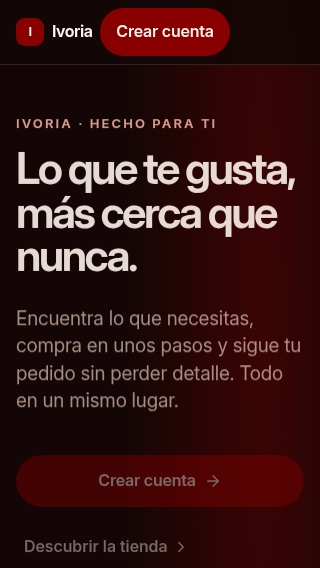 I Ivoria Crear cuenta
IVORIA · HECHO PARA TI
Lo que te gusta,
más cerca que
nunca.
Encuentra lo que necesitas,
compra en unos pasos y sigue tu
pedido sin perder detalle. Todo
en un mismo lugar.
Crear cuenta →
Descubrir la tienda >